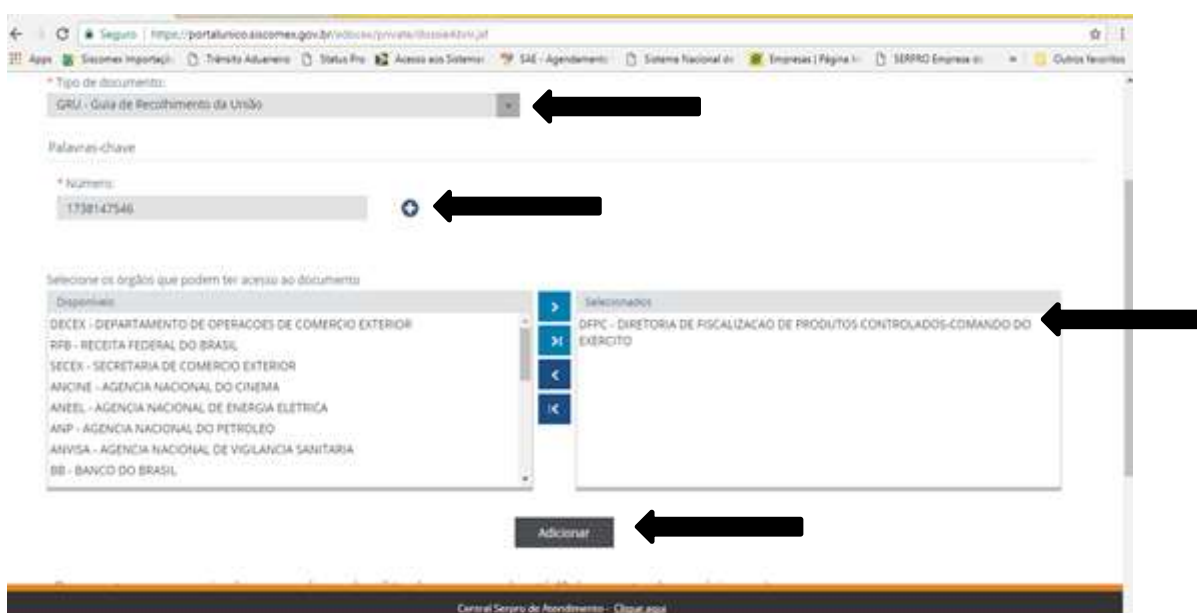 Seguro | https://portalunico.siscomex.gov.br/edocex/private/dossieAbrir.jsf
Apps Siscomex Importaçã Trânsito Aduaneiro Status Pro Acesso aos Sistemas SAE - Agendamento Sistema Nacional de Empresas | Página In SERPRO Empresa Outros favoritos
* Tipo de documento:
GRU - Guia de Recolhimento da União
Palavras-chave
* Número:
1738147546
Selecione os órgãos que podem ter acesso ao documento
Disponíveis
Selecionados
DECEX - DEPARTAMENTO DE OPERACOES DE COMERCIO EXTERIOR
RFB - RECEITA FEDERAL DO BRASIL
SECEX - SECRETARIA DE COMERCIO EXTERIOR
ANCINE - AGENCIA NACIONAL DO CINEMA
ANEEL - AGENCIA NACIONAL DE ENERGIA ELETRICA
ANP - AGENCIA NACIONAL DO PETROLEO
ANVISA - AGENCIA NACIONAL DE VIGILANCIA SANITARIA
BB - BANCO DO BRASIL
DFPC - DIRETORIA DE FISCALIZACAO DE PRODUTOS CONTROLADOS-COMANDO DO
EXERCITO
Adicionar
Central Serpro de Atendimento - Clique aqui